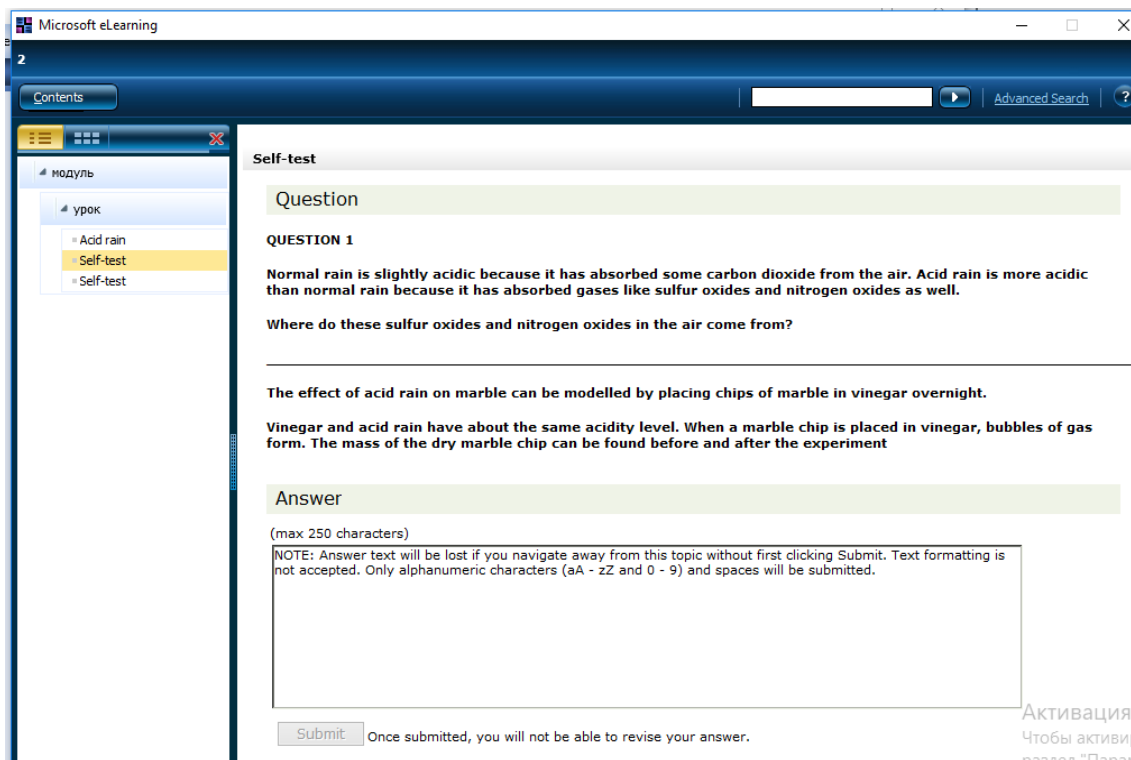 Microsoft eLearning
2
Contents
Advanced Search
?
модуль
урок
Acid rain
Self-test
Self-test
Self-test
Question
QUESTION 1
Normal rain is slightly acidic because it has absorbed some carbon dioxide from the air. Acid rain is more acidic
than normal rain because it has absorbed gases like sulfur oxides and nitrogen oxides as well.
Where do these sulfur oxides and nitrogen oxides in the air come from?
The effect of acid rain on marble can be modelled by placing chips of marble in vinegar overnight.
Vinegar and acid rain have about the same acidity level. When a marble chip is placed in vinegar, bubbles of gas
form. The mass of the dry marble chip can be found before and after the experiment
Answer
(max 250 characters)
NOTE: Answer text will be lost if you navigate away from this topic without first clicking Submit. Text formatting is
not accepted. Only alphanumeric characters (aA - zZ and 0 - 9) and spaces will be submitted.
Submit Once submitted, you will not be able to revise your answer.
Активация
Чтобы активи